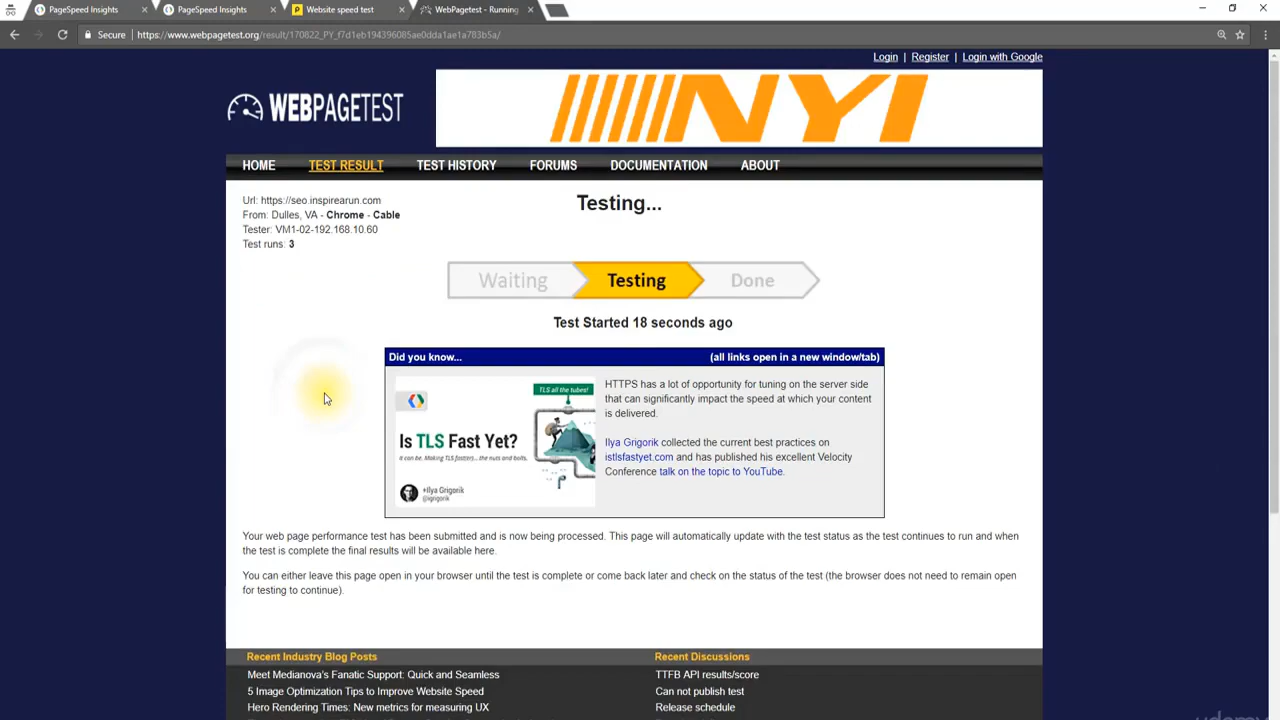 PageSpeed Insights
PageSpeed Insights
Website speed test
WebPagetest - Running
Secure
https://www.webpagetest.org/result/170822_PY_f7d1eb194396085ae0dda1ae1a783b5a/
Login | Register | Login with Google
WEBPAGETEST
NYI
HOME
TEST RESULT
TEST HISTORY
FORUMS
DOCUMENTATION
ABOUT
Url: https://seo.inspirearun.com
From: Dulles, VA - Chrome - Cable
Tester: VM1-02-192.168.10.60
Test runs: 3
Testing...
Waiting
Testing
Done
Test Started 18 seconds ago
Did you know...
(all links open in a new window/tab)
TLS all the tubes!
Is TLS Fast Yet?
It can be. Making TLS fast(er)... the nuts and bolts.
+Ilya Grigorik
@igrigorik
HTTPS has a lot of opportunity for tuning on the server side
that can significantly impact the speed at which your content
is delivered.
Ilya Grigorik collected the current best practices on
istlsfastyet.com and has published his excellent Velocity
Conference talk on the topic to YouTube.
Your web page performance test has been submitted and is now being processed. This page will automatically update with the test status as the test continues to run and when
the test is complete the final results will be available here.
You can either leave this page open in your browser until the test is complete or come back later and check on the status of the test (the browser does not need to remain open
for testing to continue).
Recent Industry Blog Posts
Meet Medianova's Fanatic Support: Quick and Seamless
5 Image Optimization Tips to Improve Website Speed
Hero Rendering Times: New metrics for measuring UX
Recent Discussions
TTFB API results/score
Can not publish test
Release schedule